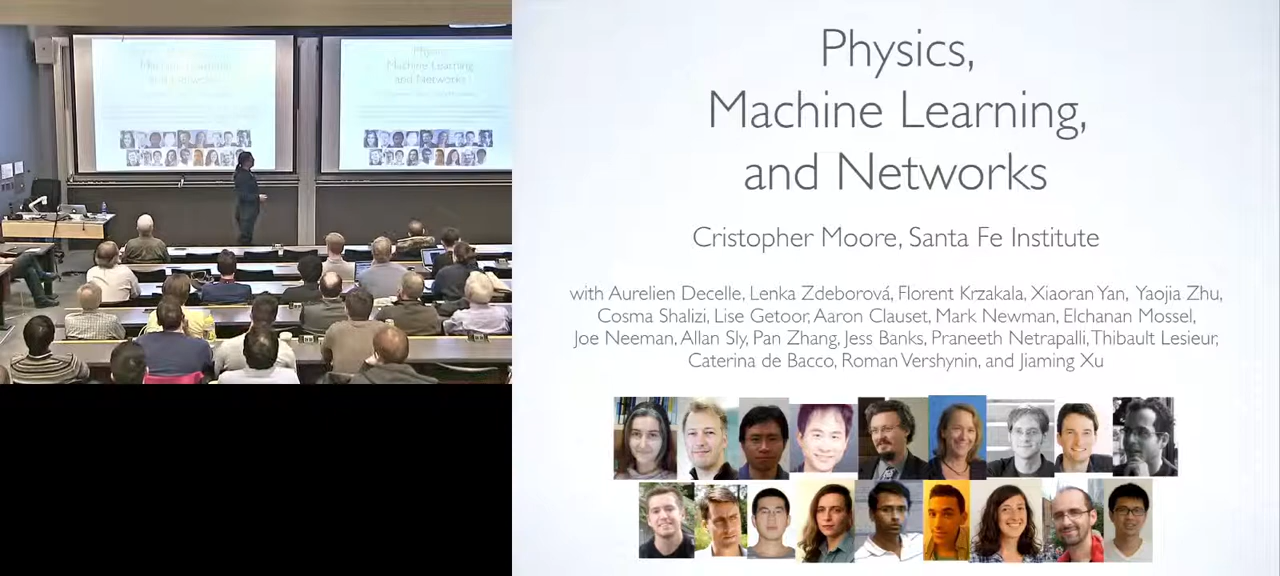 Physics,
Machine Learning,
and Networks
Cristopher Moore, Santa Fe Institute
with Aurelien Decelle, Lenka Zdeborová, Florent Krzakala, Xiaoran Yan, Yaojia Zhu,
Cosma Shalizi, Lise Getoor, Aaron Clauset, Mark Newman, Elchanan Mossel,
Joe Neeman, Allan Sly, Pan Zhang, Jess Banks, Praneeth Netrapalli, Thibault Lesieur,
Caterina de Bacco, Roman Vershynin, and Jiaming Xu